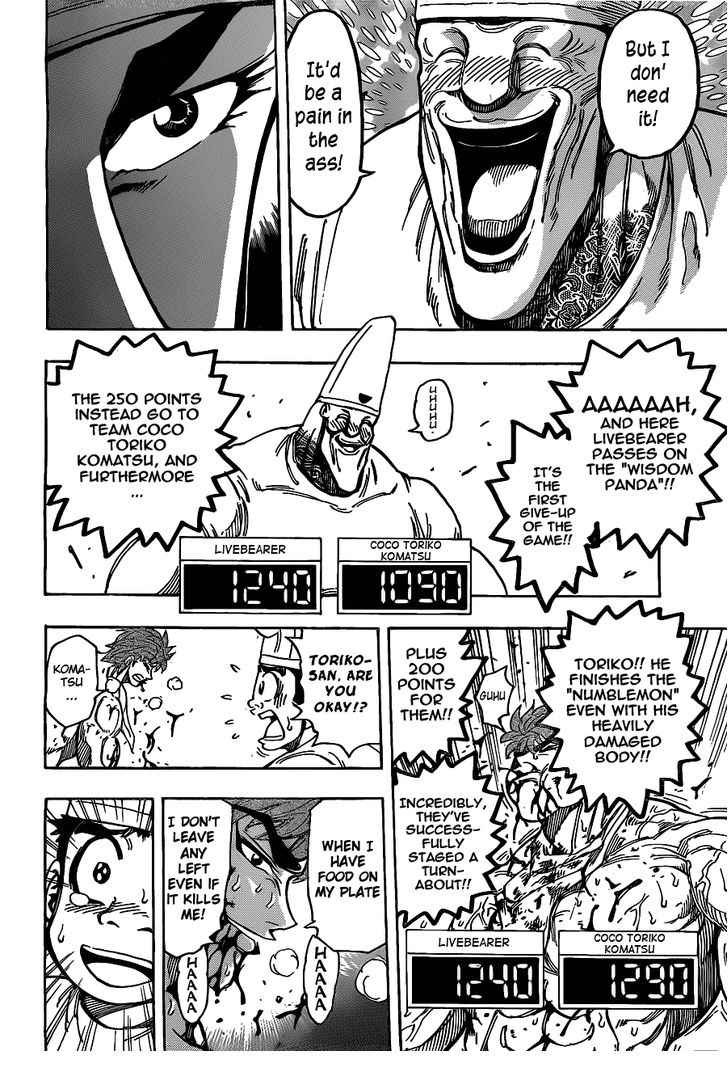 But I
don'
need
it!
It'd
be a
pain in
the
ass!
AAAAAAH,
AND HERE
LIVEBEARER
PASSES ON
THE "WISDOM
PANDA"!!
IT'S
THE
FIRST
GIVE-UP
OF THE
GAME!!
UHUHU.
THE 250 POINTS
INSTEAD GO TO
TEAM COCO
TORIKO
KOMATSU, AND
FURTHERMORE
...
LIVEBEARER
1240
COCO TORIKO
KOMATSU
1030
TORIKO!! HE
FINISHES THE
"NUMBLEMON"
EVEN WITH HIS
HEAVILY
DAMAGED
BODY!!
GUHU
PLUS
200
POINTS
FOR
THEM!!
INCREDIBLY,
THEY'VE
SUCCESS-
FULLY
STAGED A
TURN-
ABOUT!!
LIVEBEARER
1240
COCO TORIKO
KOMATSU
1230
TORIKO-
SAN, ARE
YOU
OKAY!?
KOMA-
TSU
...
WHEN I
HAVE
FOOD ON
MY PLATE
I DON'T
LEAVE
ANY
LEFT EVEN
IF IT
KILLS
ME!
HAAAA
HAAAA